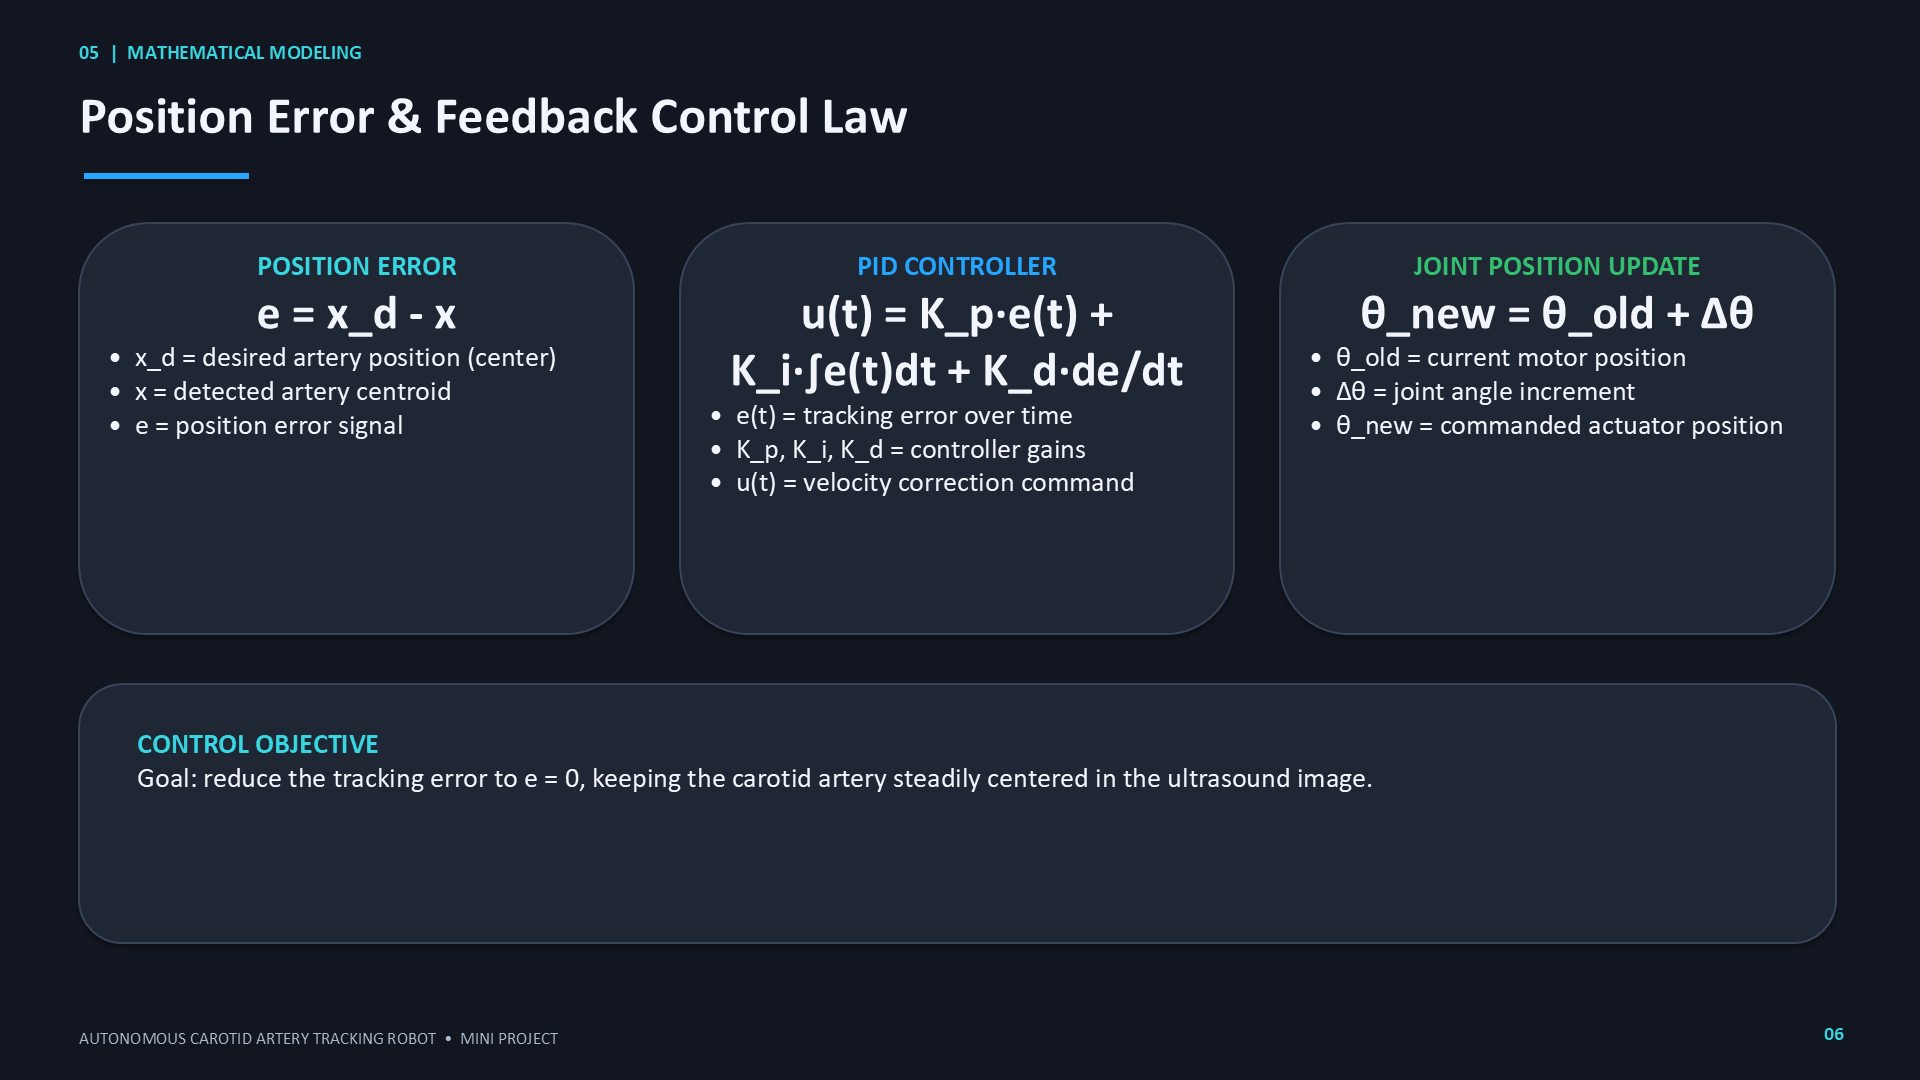 05 | MATHEMATICAL MODELING
Position Error & Feedback Control Law
POSITION ERROR
e = x_d - x
• x_d = desired artery position (center)
• x = detected artery centroid
• e = position error signal
PID CONTROLLER
u(t) = K_p·e(t) +
K_i·∫e(t)dt + K_d·de/dt
• e(t) = tracking error over time
• K_p, K_i, K_d = controller gains
• u(t) = velocity correction command
JOINT POSITION UPDATE
θ_new = θ_old + Δθ
• θ_old = current motor position
• Δθ = joint angle increment
• θ_new = commanded actuator position
CONTROL OBJECTIVE
Goal: reduce the tracking error to e = 0, keeping the carotid artery steadily centered in the ultrasound image.
AUTONOMOUS CAROTID ARTERY TRACKING ROBOT • MINI PROJECT
06